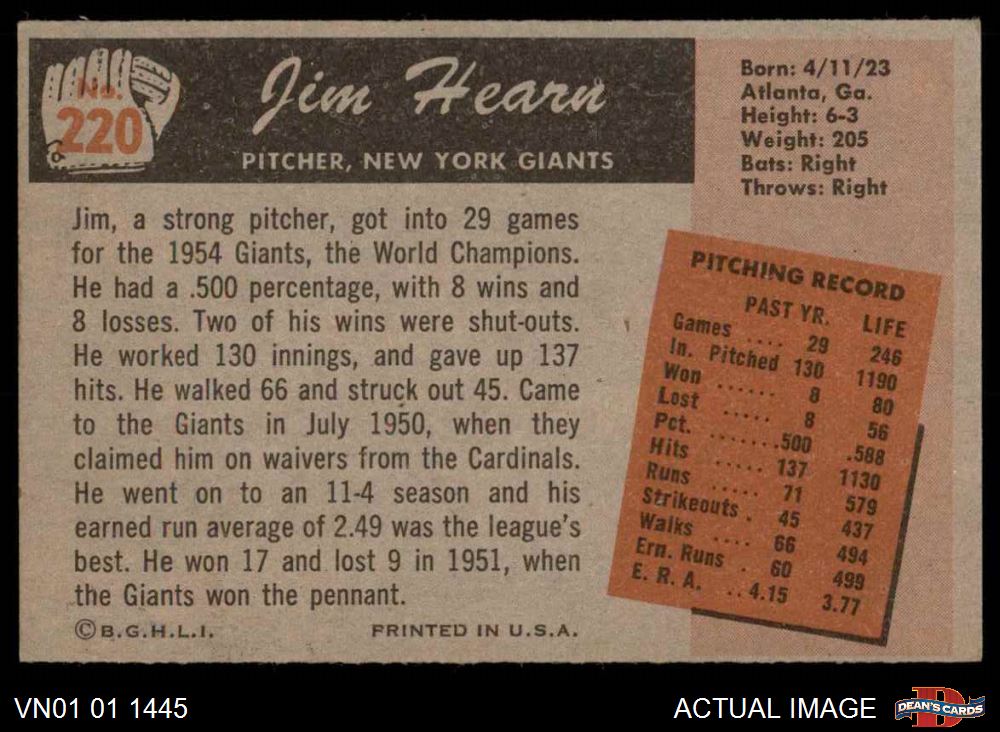 No.
220
Jim Hearn
PITCHER, NEW YORK GIANTS
Born: 4/11/23
Atlanta, Ga.
Height: 6-3
Weight: 205
Bats: Right
Throws: Right
Jim, a strong pitcher, got into 29 games
for the 1954 Giants, the World Champions.
He had a .500 percentage, with 8 wins and
8 losses. Two of his wins were shut-outs.
He worked 130 innings, and gave up 137
hits. He walked 66 and struck out 45. Came
to the Giants in July 1950, when they
claimed him on waivers from the Cardinals.
He went on to an 11-4 season and his
earned run average of 2.49 was the league's
best. He won 17 and lost 9 in 1951, when
the Giants won the pennant.
©B.G.H.L.I. PRINTED IN U.S.A.
PITCHING RECORD
PAST YR. LIFE
Games .... 29 246
In. Pitched 130 1190
Won ...... 8 80
Lost ..... 8 56
Pct. ....... .500 .588
Hits ..... 137 1130
Runs ..... 71 579
Strikeouts . 45 437
Walks .... 66 494
Ern. Runs . 60 499
E. R. A. .. 4.15 3.77
VN01 01 1445
ACTUAL IMAGE
D
DEAN'S CARDS